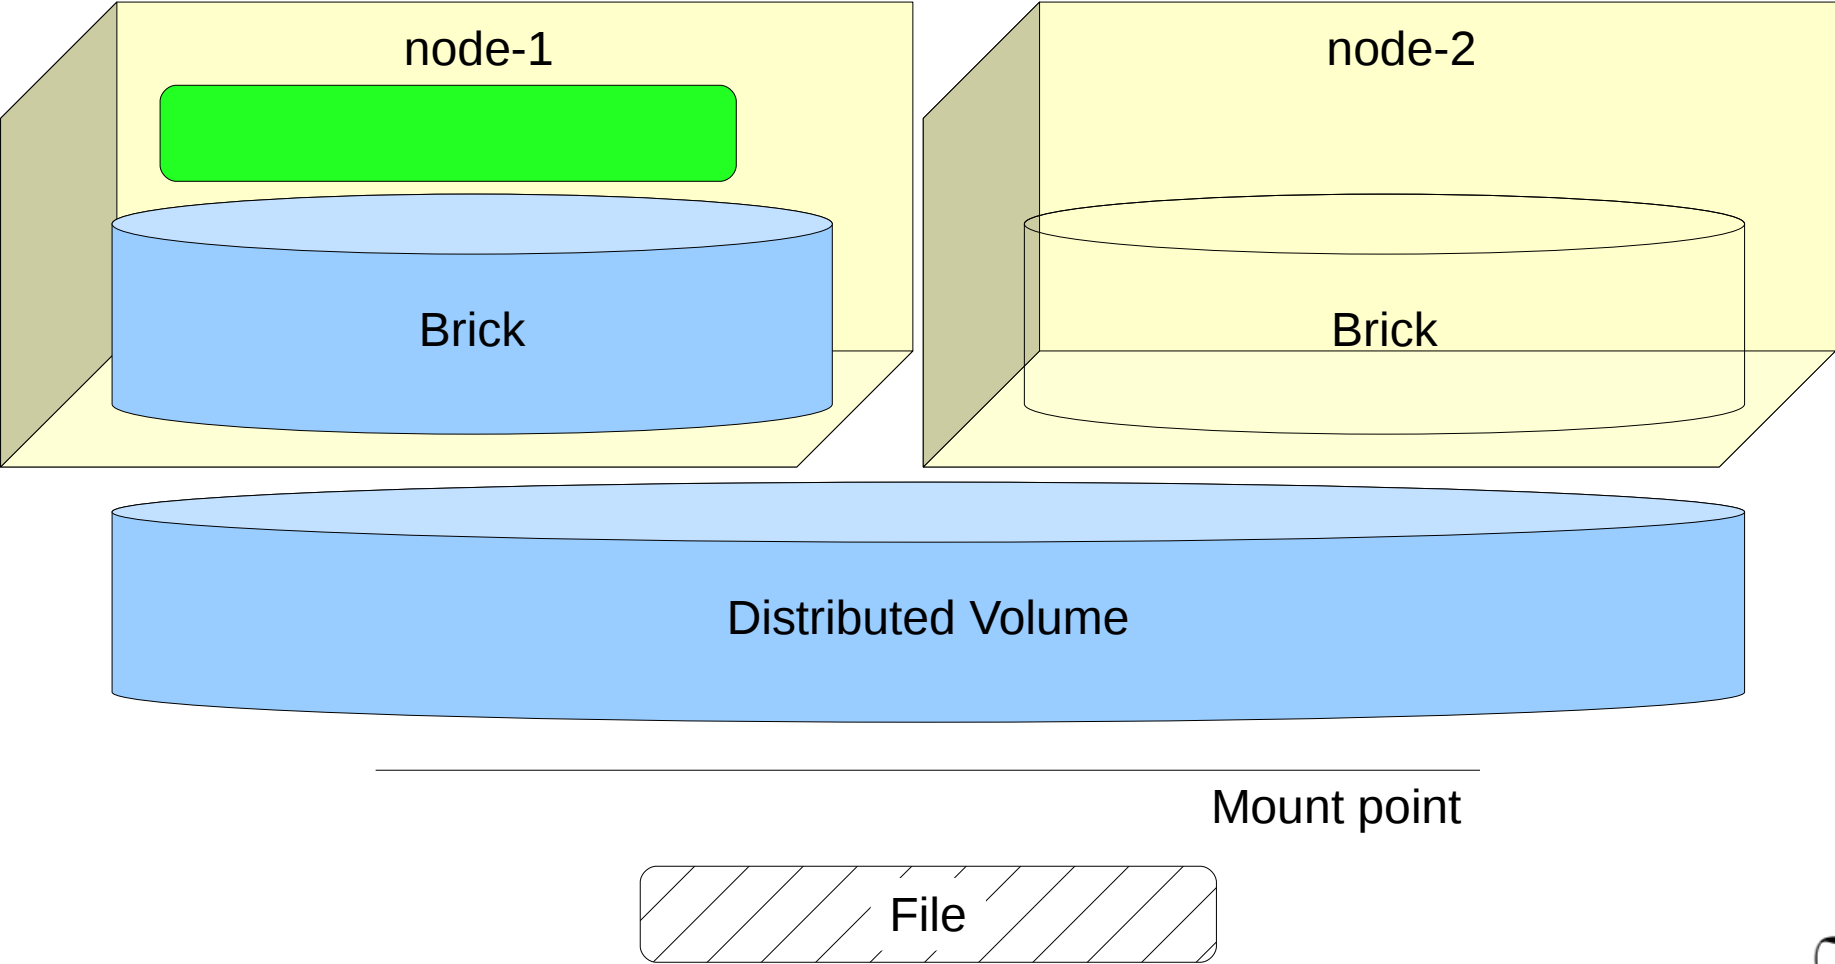 node-1
node-2
Brick
Brick
Distributed Volume
Mount point
File